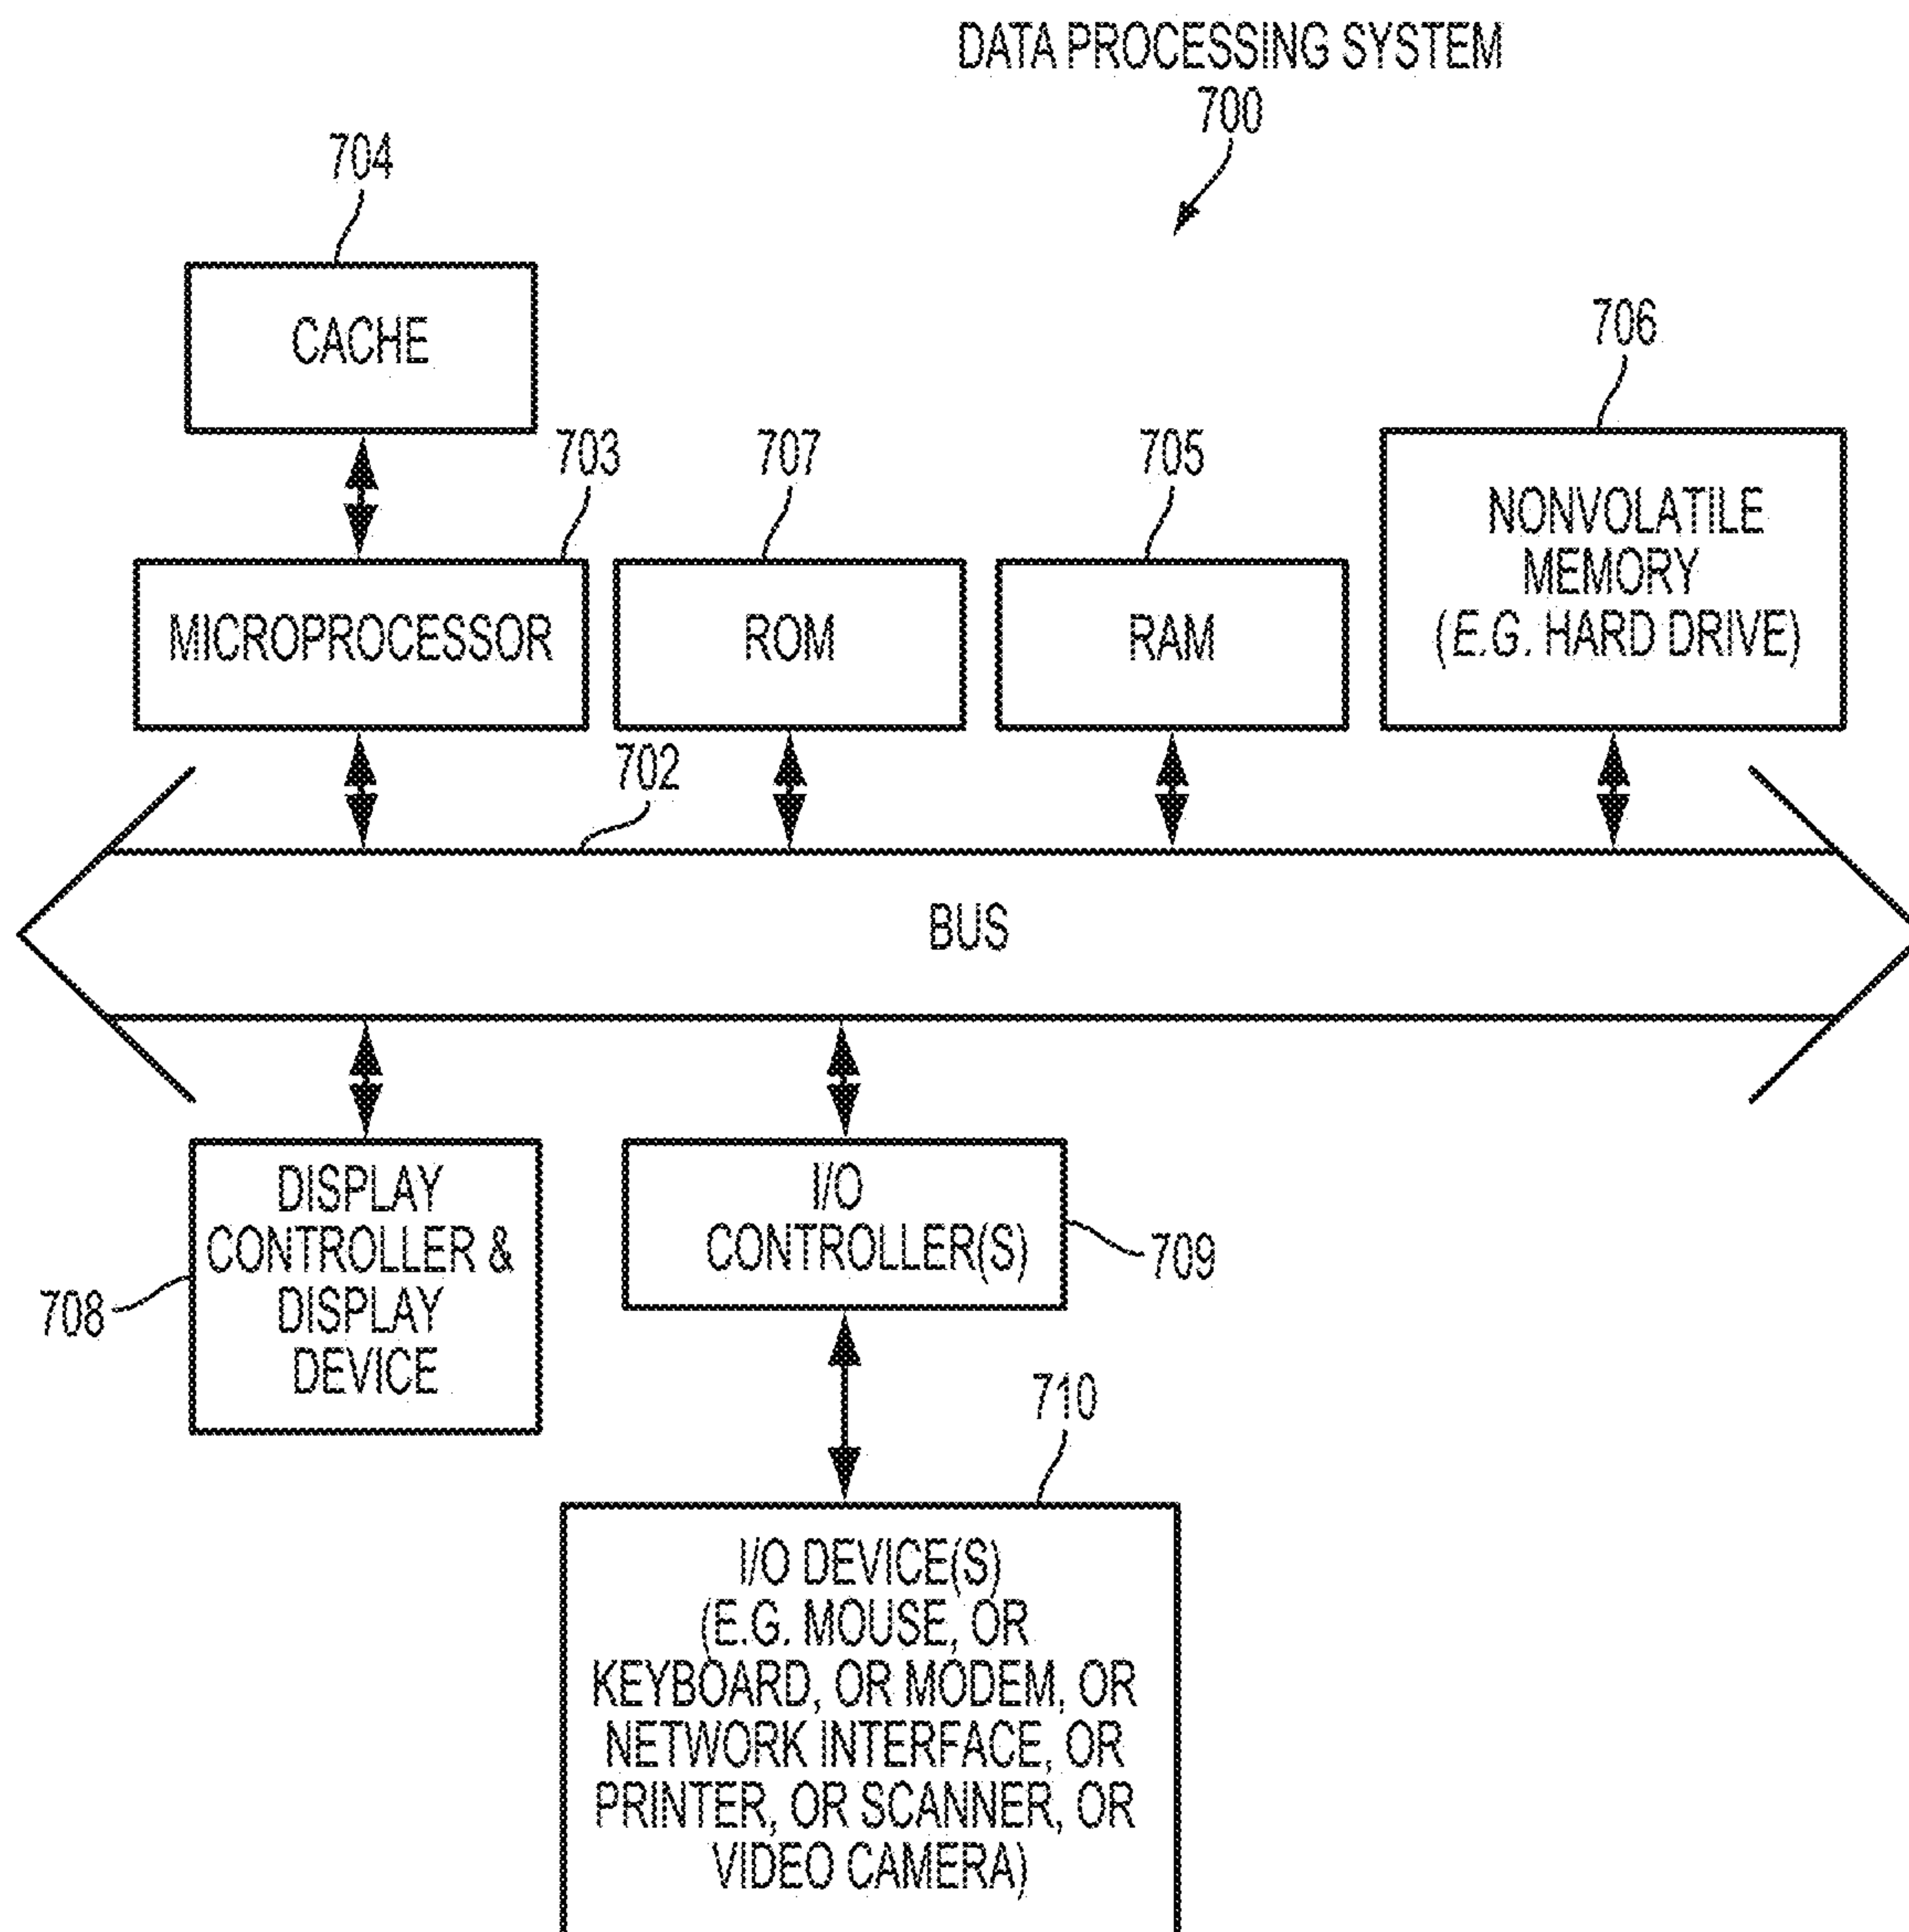 DATA PROCESSING SYSTEM
700
704
CACHE
706
703
707
705
NONVOLATILE
MEMORY
(E.G. HARD DRIVE)
MICROPROCESSOR
ROM
RAM
702
BUS
DISPLAY
CONTROLLER &
DISPLAY
DEVICE
708
I/O
CONTROLLER(S)
709
710
I/O DEVICE(S)
(E.G. MOUSE, OR
KEYBOARD, OR MODEM, OR
NETWORK INTERFACE, OR
PRINTER, OR SCANNER, OR
VIDEO CAMERA)